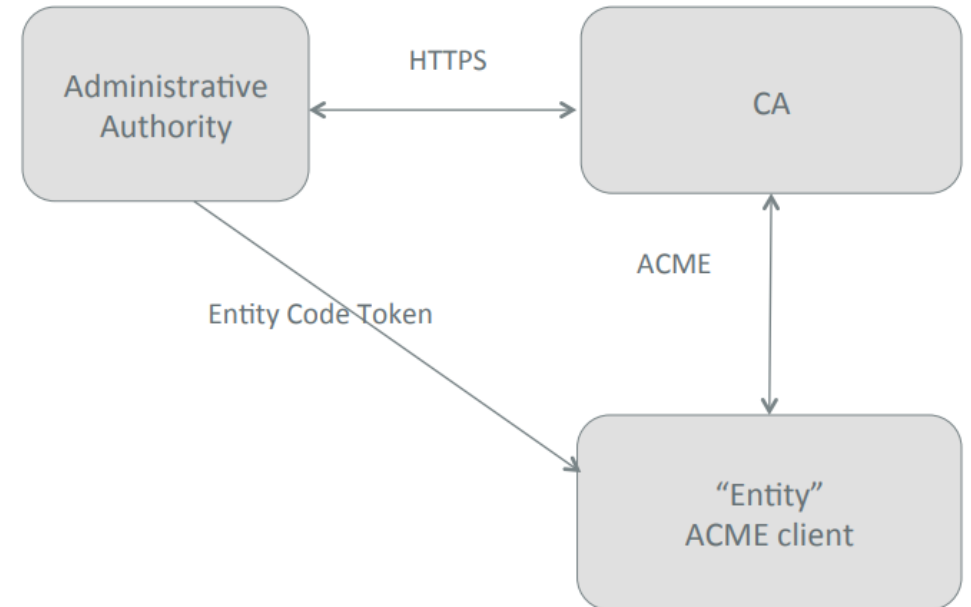 Administrative
Authority
HTTPS
CA
ACME
Entity Code Token
“Entity”
ACME client